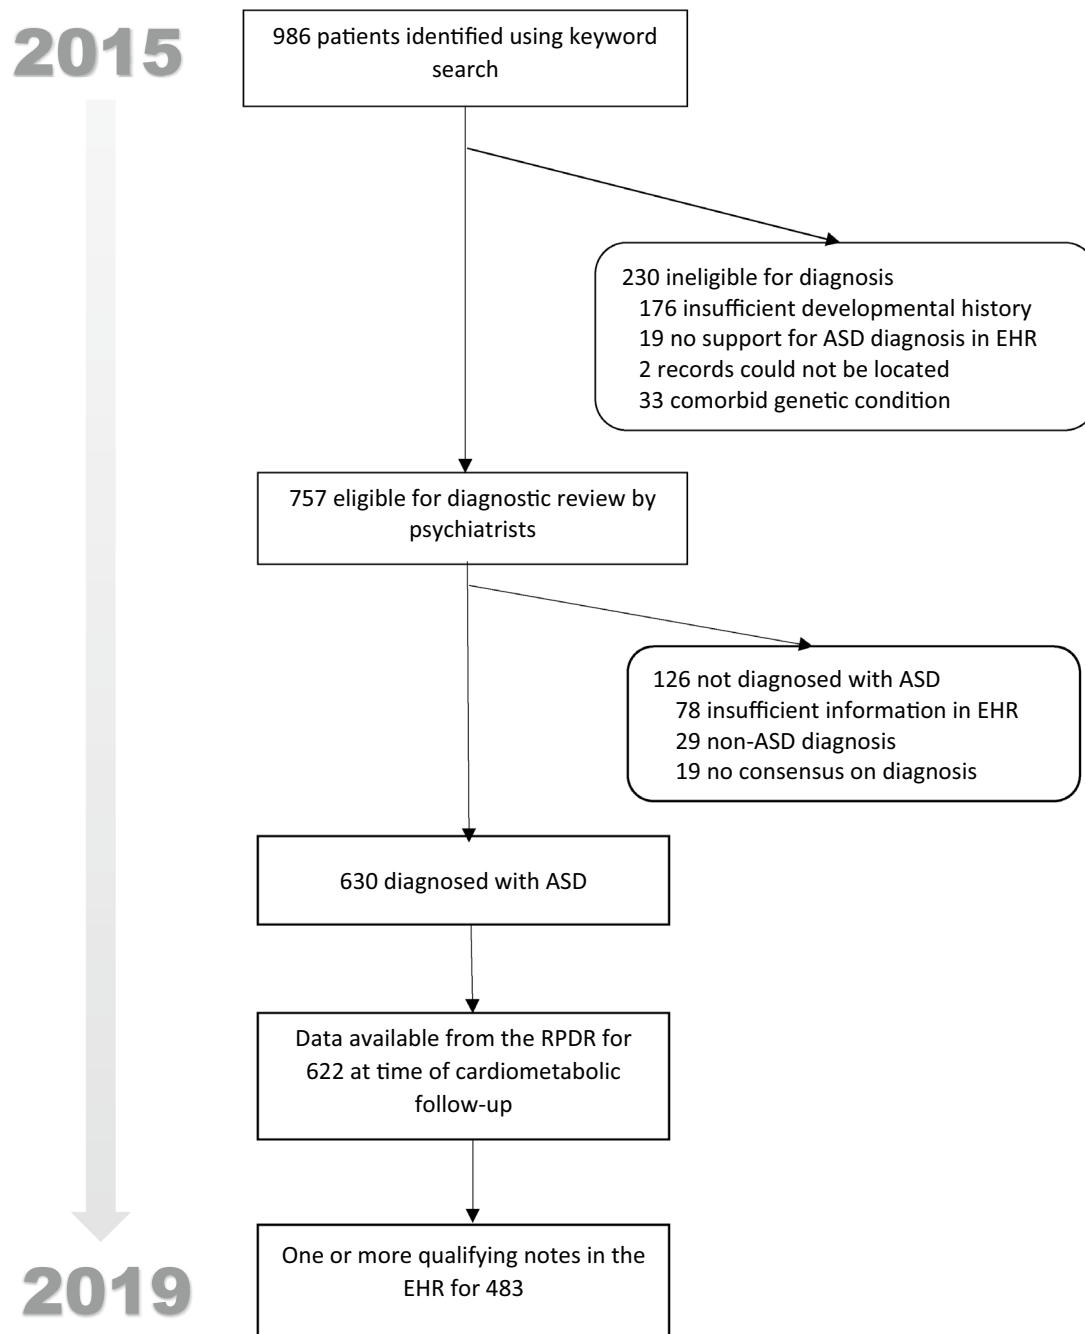 2015
986 patients identified using keyword
search
230 ineligible for diagnosis
176 insufficient developmental history
19 no support for ASD diagnosis in EHR
2 records could not be located
33 comorbid genetic condition
757 eligible for diagnostic review by
psychiatrists
126 not diagnosed with ASD
78 insufficient information in EHR
29 non-ASD diagnosis
19 no consensus on diagnosis
630 diagnosed with ASD
Data available from the RPDR for
622 at time of cardiometabolic
follow-up
One or more qualifying notes in the
EHR for 483
2019